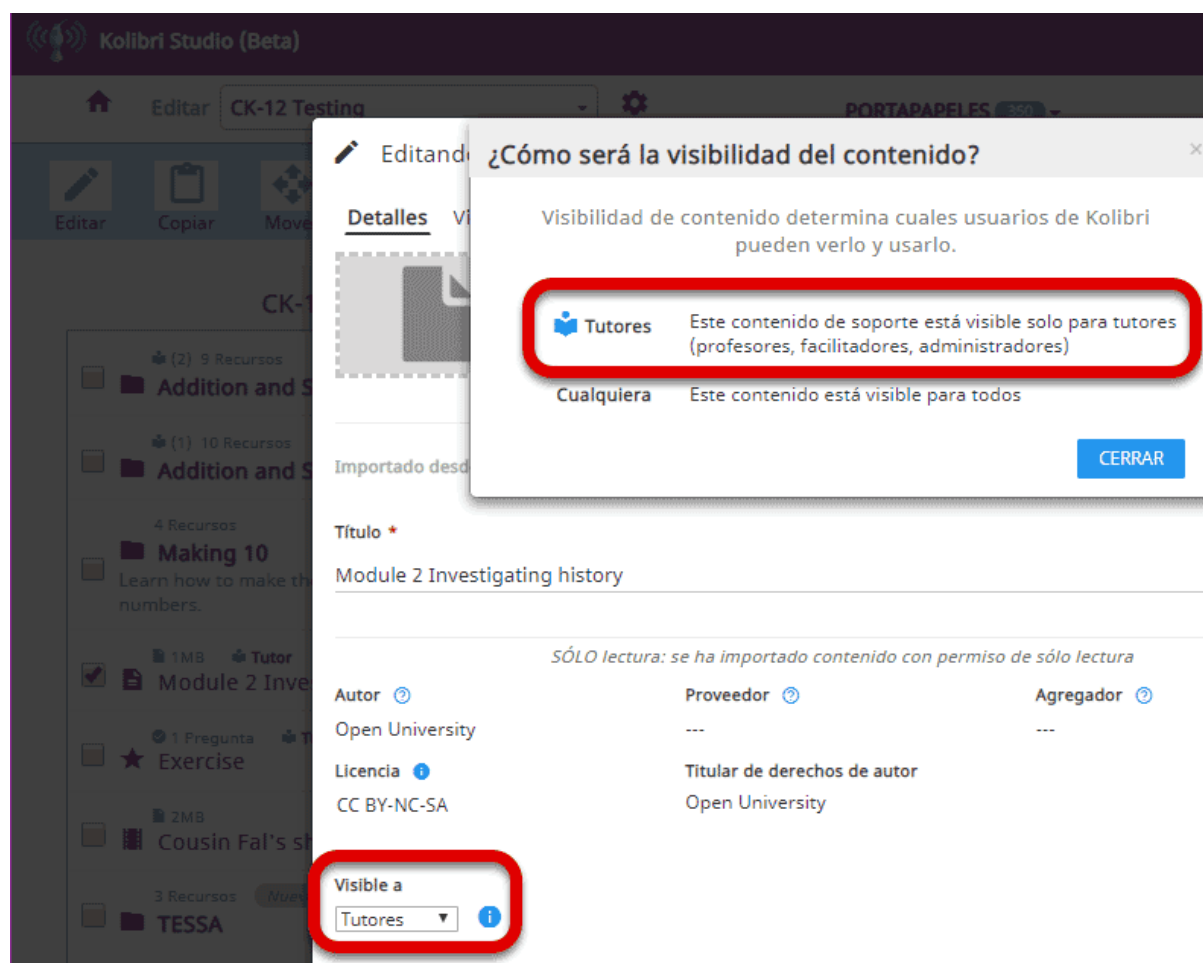 Kolibri Studio (Beta)
Editar CK-12 Testing
PORTAPAPELES 350
Editar Copiar Move
CK-1
(2) 9 Recursos
Addition and S
(1) 10 Recursos
Addition and S
4 Recursos
Making 10
Learn how to make th
numbers.
1MB Tutor
Module 2 Inve
1 Pregunta T
Exercise
2MB
Cousin Fal's sh
3 Recursos Nuev
TESSA
Editand
Detalles Vi
¿Cómo será la visibilidad del contenido?
×
Visibilidad de contenido determina cuales usuarios de Kolibri
pueden verlo y usarlo.
Tutores Este contenido de soporte está visible solo para tutores
(profesores, facilitadores, administradores)
Cualquiera Este contenido está visible para todos
CERRAR
Importado desd
Título *
Module 2 Investigating history
SÓLO lectura: se ha importado contenido con permiso de sólo lectura
Autor ? Proveedor ? Agregador ?
Open University --- ---
Licencia i Titular de derechos de autor
CC BY-NC-SA Open University
Visible a
Tutores i